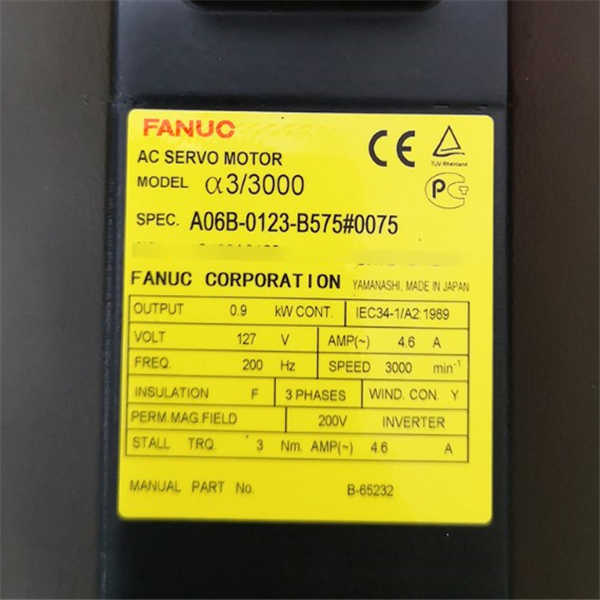 FANUC
AC SERVO MOTOR
MODEL α3/3000
SPEC. A06B-0123-B575#0075
CE
TUV Rheinland
FANUC CORPORATION YAMANASHI, MADE IN JAPAN
OUTPUT 0.9 kW CONT. IEC34-1/A2:1989
VOLT 127 V AMP(~) 4.6 A
FREQ. 200 Hz SPEED 3000 min⁻¹
INSULATION F 3 PHASES WIND. CON. Y
PERM.MAG.FIELD 200V INVERTER
STALL TRQ. 3 Nm. AMP(~) 4.6 A
MANUAL PART No. B-65232